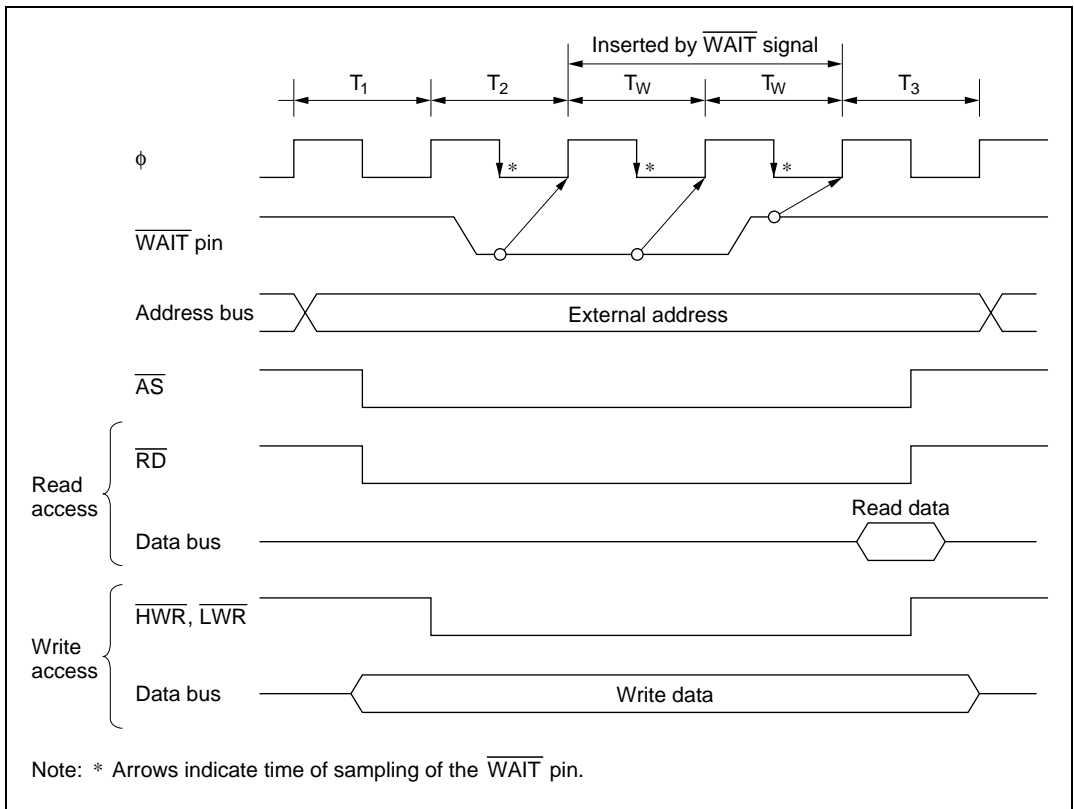 Inserted by WAIT signal
T1 T2 TW TW T3
ϕ
* * *
WAIT pin
Address bus External address
AS
Read access
RD
Read data
Data bus
Write access
HWR, LWR
Data bus Write data
Note: * Arrows indicate time of sampling of the WAIT pin.